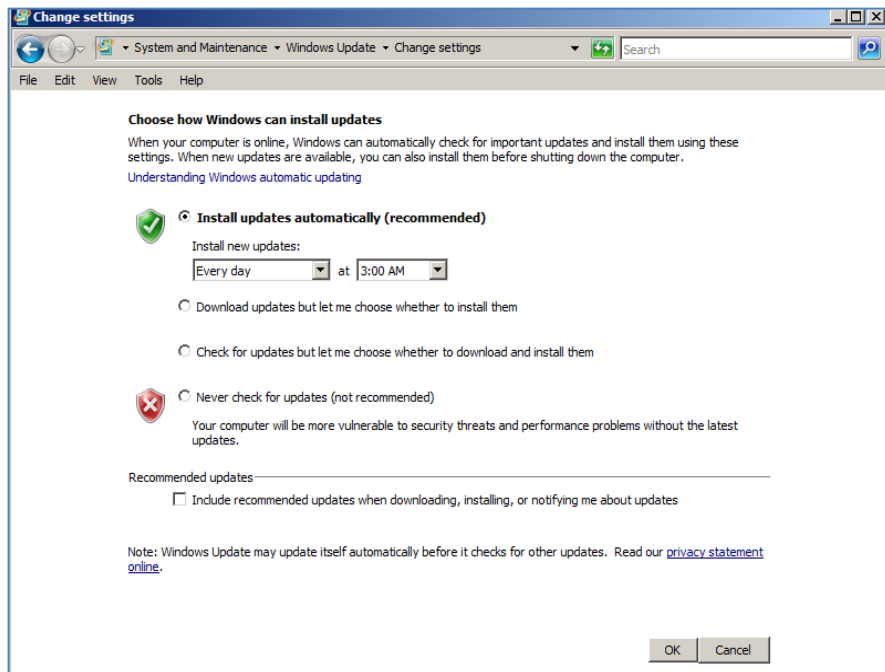 Change settings
System and Maintenance Windows Update Change settings Search
File Edit View Tools Help
Choose how Windows can install updates
When your computer is online, Windows can automatically check for important updates and install them using these
settings. When new updates are available, you can also install them before shutting down the computer.
Understanding Windows automatic updating
Install updates automatically (recommended)
Install new updates:
Every day at 3:00 AM
Download updates but let me choose whether to install them
Check for updates but let me choose whether to download and install them
Never check for updates (not recommended)
Your computer will be more vulnerable to security threats and performance problems without the latest
updates.
Recommended updates
Include recommended updates when downloading, installing, or notifying me about updates
Note: Windows Update may update itself automatically before it checks for other updates. Read our privacy statement
online.
OK Cancel